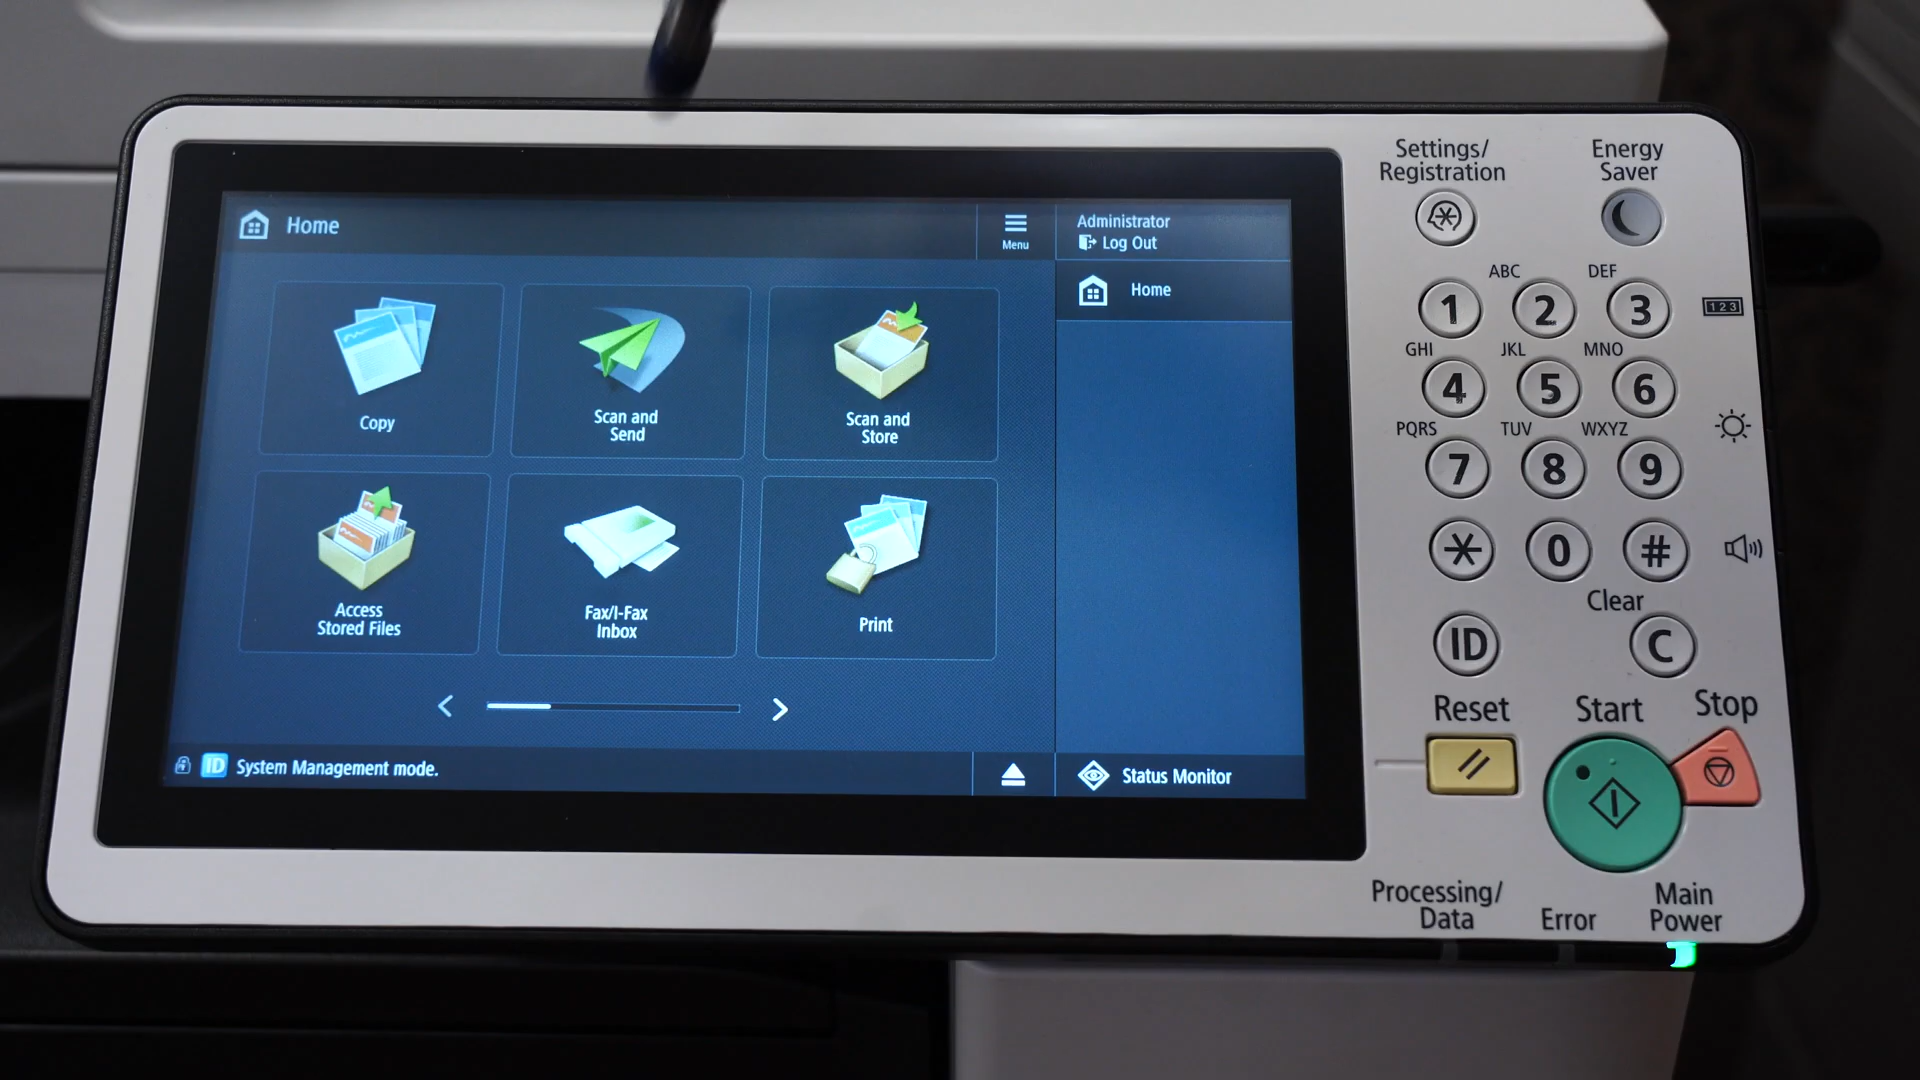 Home
Menu
Administrator
Log Out
Home
Copy
Scan and
Send
Scan and
Store
Access
Stored Files
Fax/I-Fax
Inbox
Print
ID System Management mode.
Status Monitor
Settings/
Registration
Energy
Saver
ABC DEF
1 2 3
123
GHI JKL MNO
4 5 6
PQRS TUV WXYZ
7 8 9
* 0 #
Clear
ID C
Reset Start Stop
Processing/
Data
Error
Main
Power